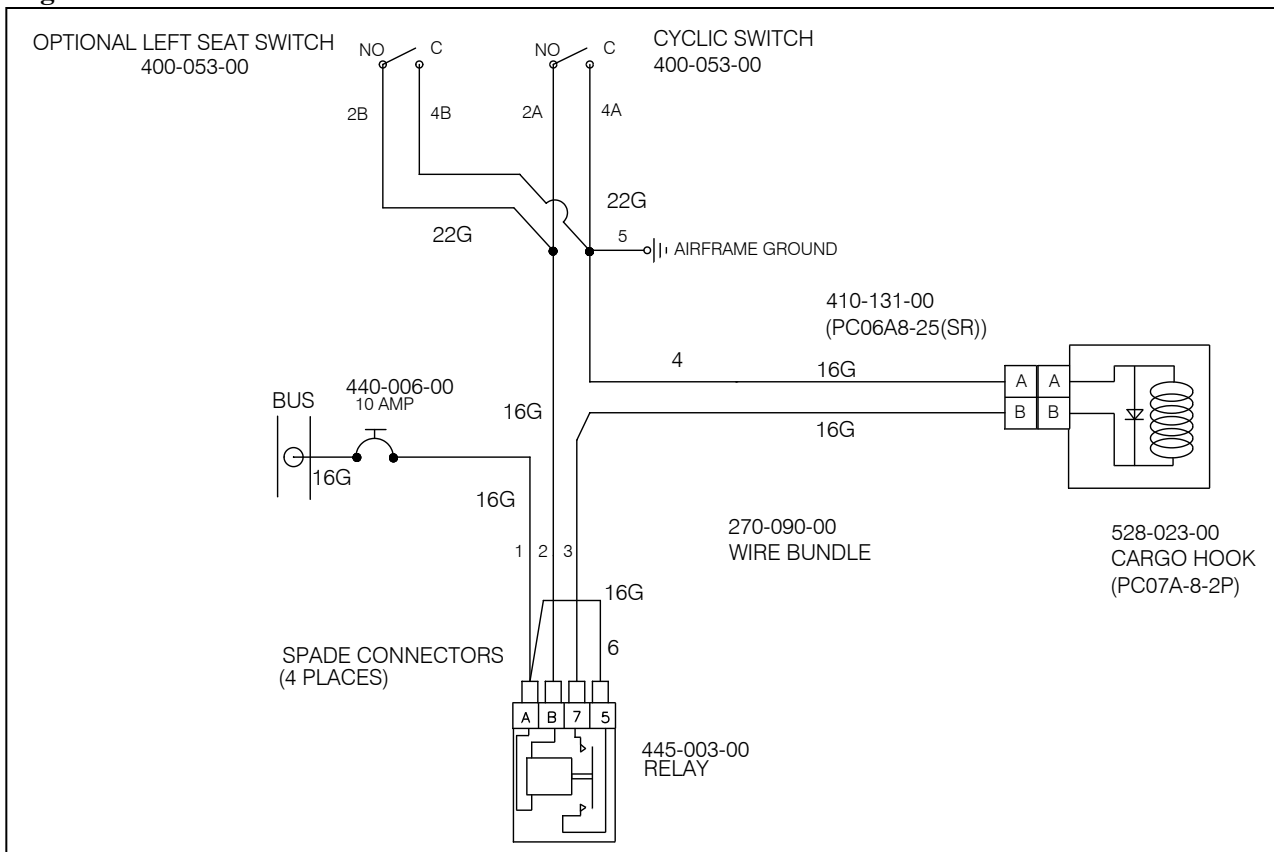 OPTIONAL LEFT SEAT SWITCH
400-053-00
NO
C
NO
C
CYCLIC SWITCH
400-053-00
2B
4B
2A
4A
22G
22G
5
AIRFRAME GROUND
410-131-00
(PC06A8-25(SR))
4
16G
A
A
B
B
16G
BUS
440-006-00
10 AMP
16G
16G
16G
1
2
3
270-090-00
WIRE BUNDLE
528-023-00
CARGO HOOK
(PC07A-8-2P)
16G
6
SPADE CONNECTORS
(4 PLACES)
A
B
7
5
445-003-00
RELAY